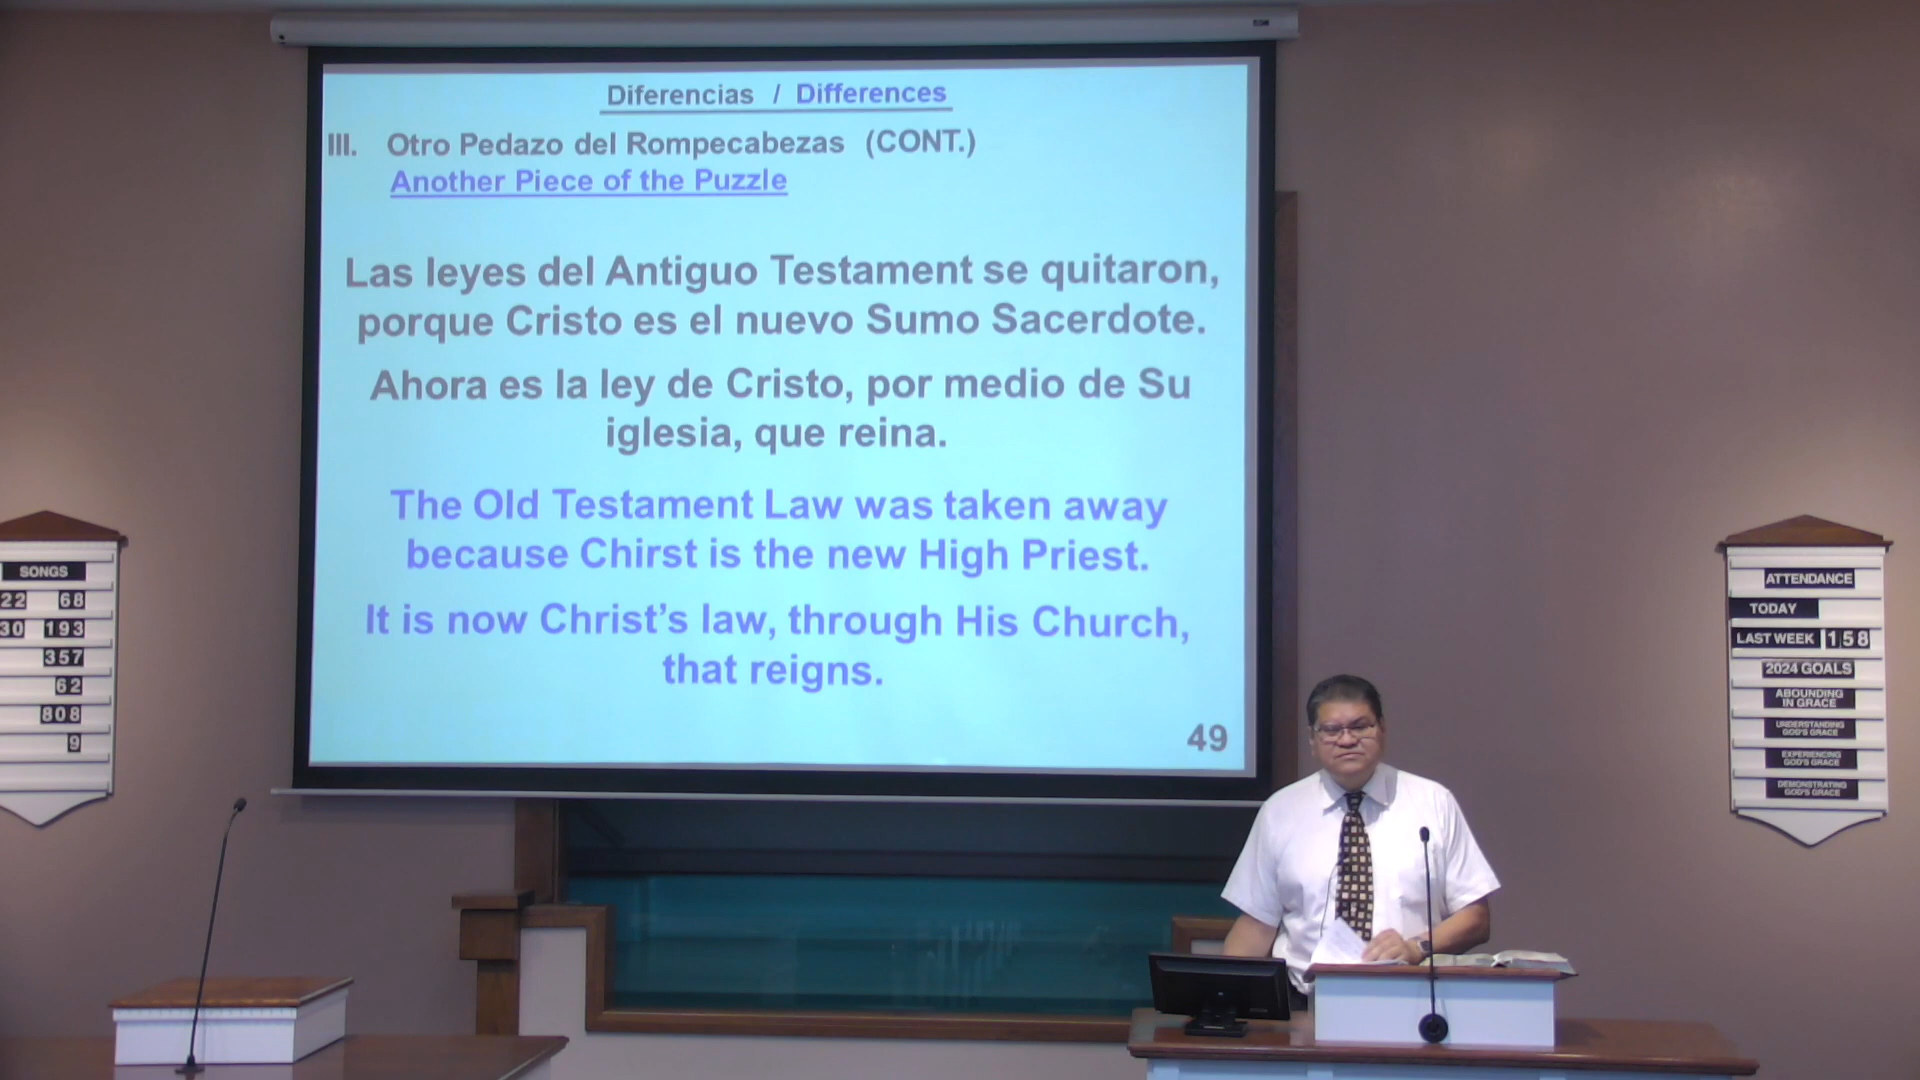 Diferencias / Differences
III. Otro Pedazo del Rompecabezas (CONT.)
Another Piece of the Puzzle
Las leyes del Antiguo Testament se quitaron,
porque Cristo es el nuevo Sumo Sacerdote.
Ahora es la ley de Cristo, por medio de Su
iglesia, que reina.
The Old Testament Law was taken away
because Chirst is the new High Priest.
It is now Christ's law, through His Church,
that reigns.
49
SONGS
22 68
30 193
357
62
808
9
ATTENDANCE
TODAY
LAST WEEK 158
2024 GOALS
ABOUNDING
IN GRACE
UNDERSTANDING
GOD'S GRACE
EXPERIENCING
GOD'S GRACE
DEMONSTRATING
GOD'S GRACE